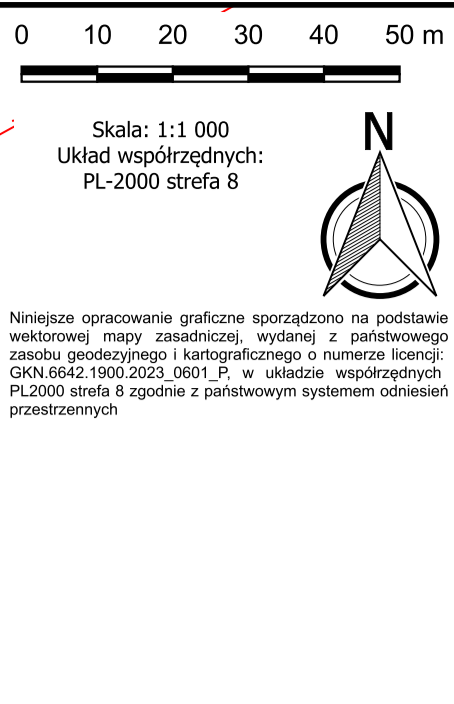 0 10 20 30 40 50 m
Skala: 1:1 000
Układ współrzędnych:
PL-2000 strefa 8
N
Niniejsze opracowanie graficzne sporządzono na podstawie
wektorowej mapy zasadniczej, wydanej z państwowego
zasobu geodezyjnego i kartograficznego o numerze licencji:
GKN.6642.1900.2023_0601_P, w układzie współrzędnych
PL2000 strefa 8 zgodnie z państwowym systemem odniesień
przestrzennych